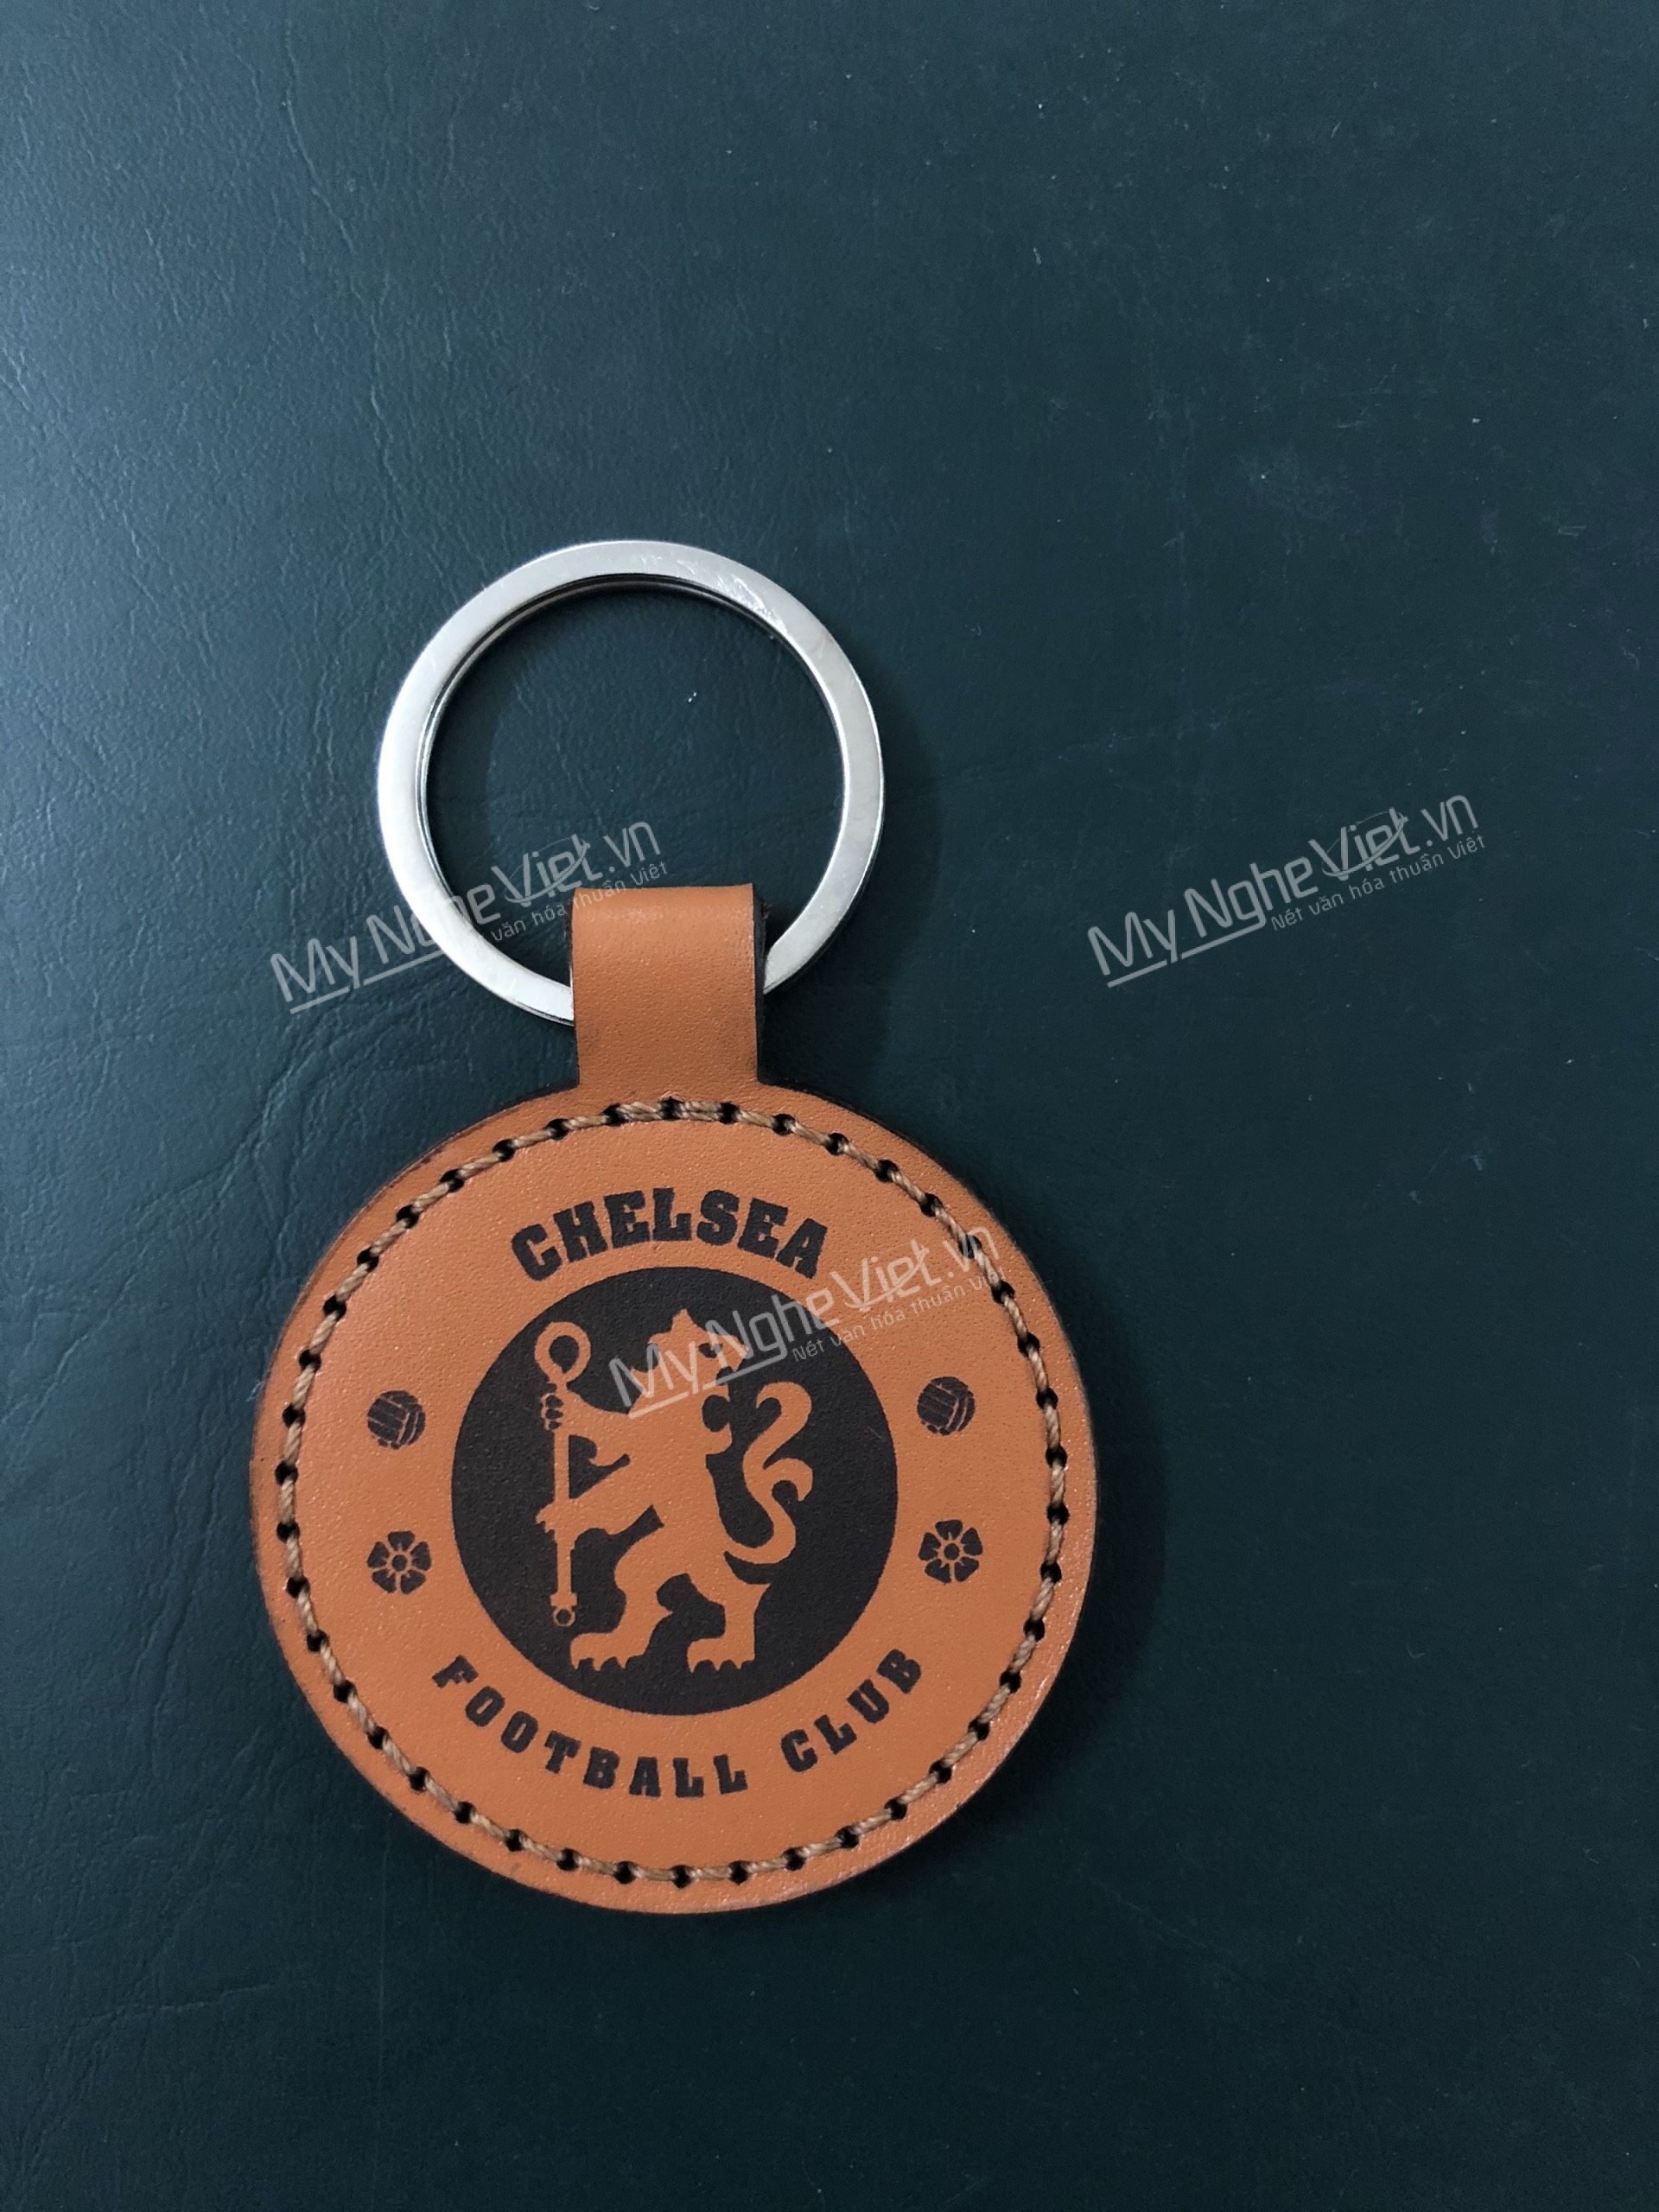 MyNgheViet.vn
văn hóa thuần Việt
MyNgheViet.vn
Nét văn hóa thuần Việt
CHELSEA
MyNgheViet.vn
Nét văn hóa thuần Việt
FOOTBALL CLUB